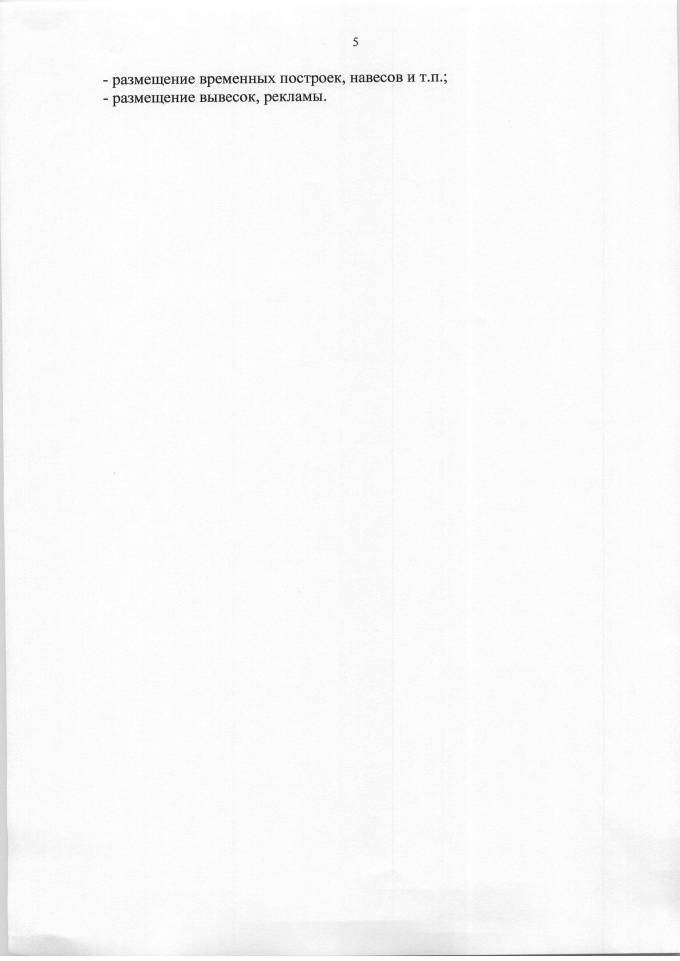 5
- размещение временных построек, навесов и т.п.;
- размещение вывесок, рекламы.